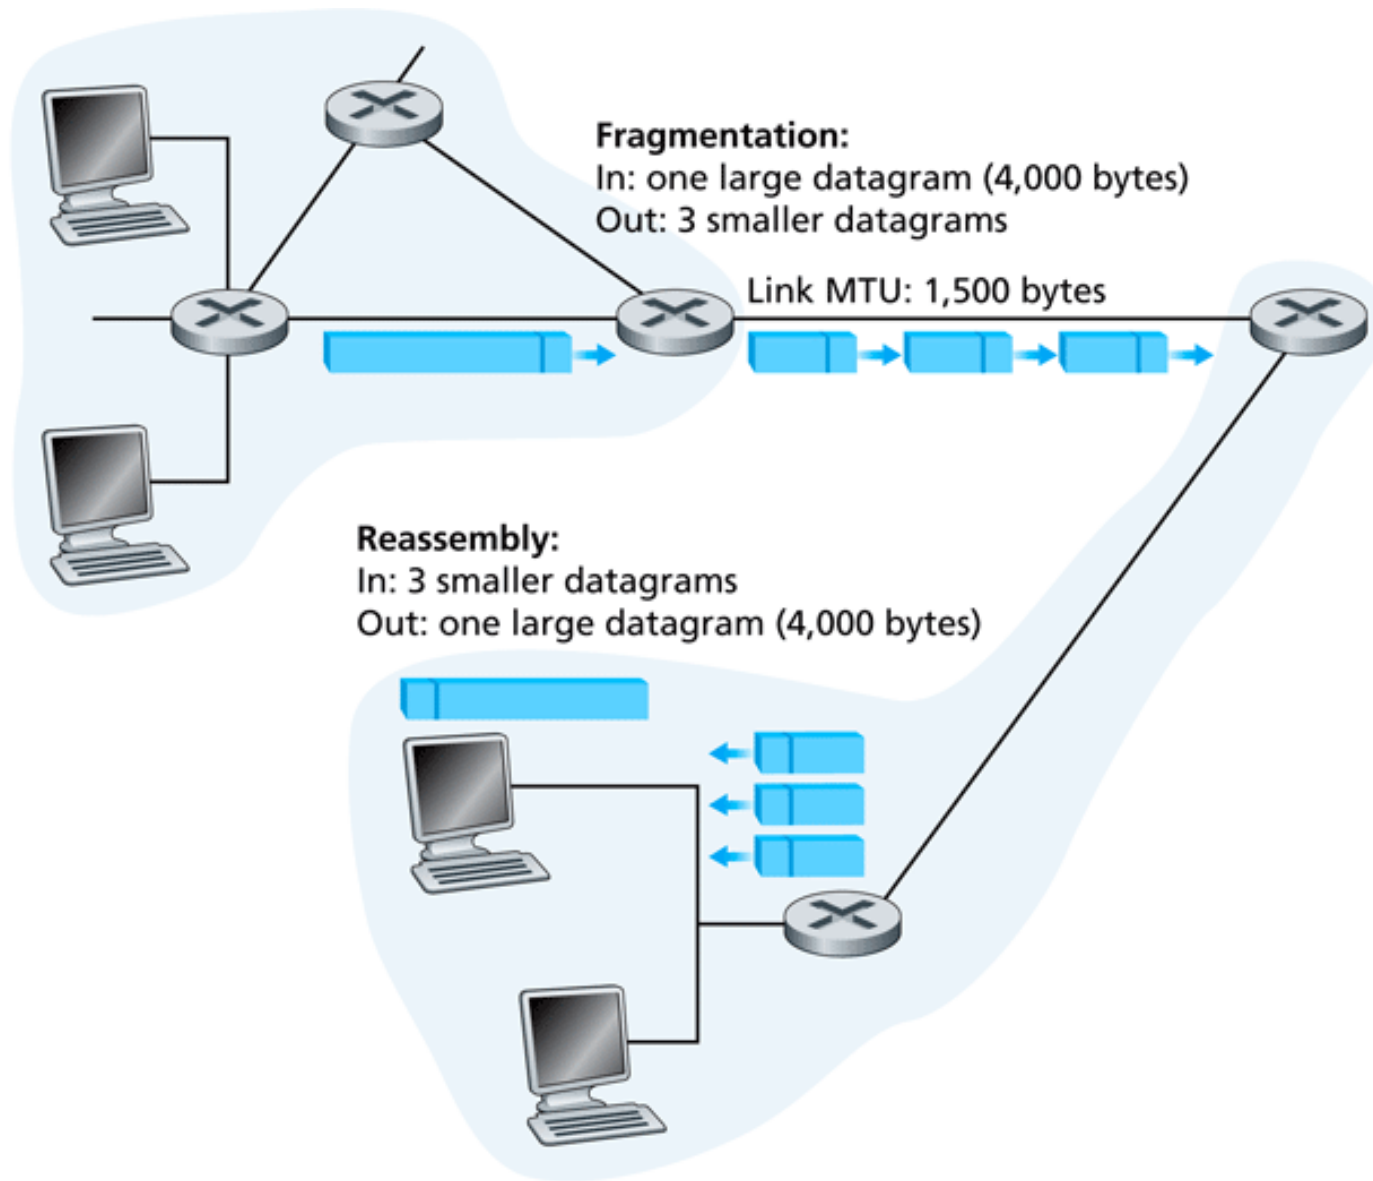 Fragmentation:
In: one large datagram (4,000 bytes)
Out: 3 smaller datagrams
Link MTU: 1,500 bytes
Reassembly:
In: 3 smaller datagrams
Out: one large datagram (4,000 bytes)